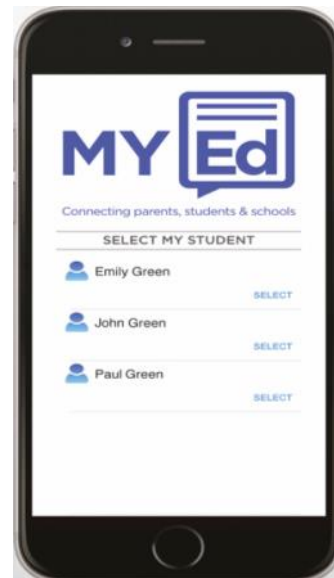 MY Ed
Connecting parents, students & schools
SELECT MY STUDENT
Emily Green
SELECT
John Green
SELECT
Paul Green
SELECT